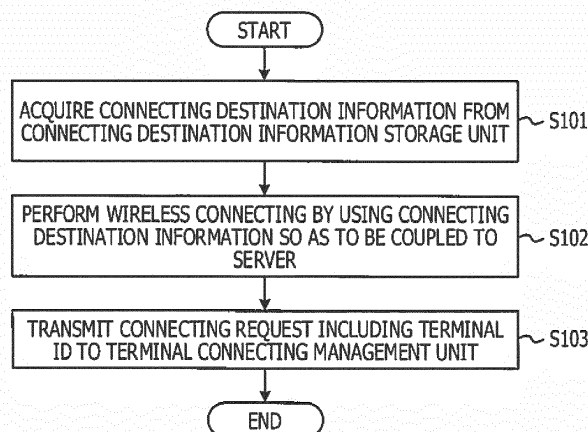 START
ACQUIRE CONNECTING DESTINATION INFORMATION FROM
CONNECTING DESTINATION INFORMATION STORAGE UNIT
S101
PERFORM WIRELESS CONNECTING BY USING CONNECTING
DESTINATION INFORMATION SO AS TO BE COUPLED TO
SERVER
S102
TRANSMIT CONNECTING REQUEST INCLUDING TERMINAL
ID TO TERMINAL CONNECTING MANAGEMENT UNIT
S103
END